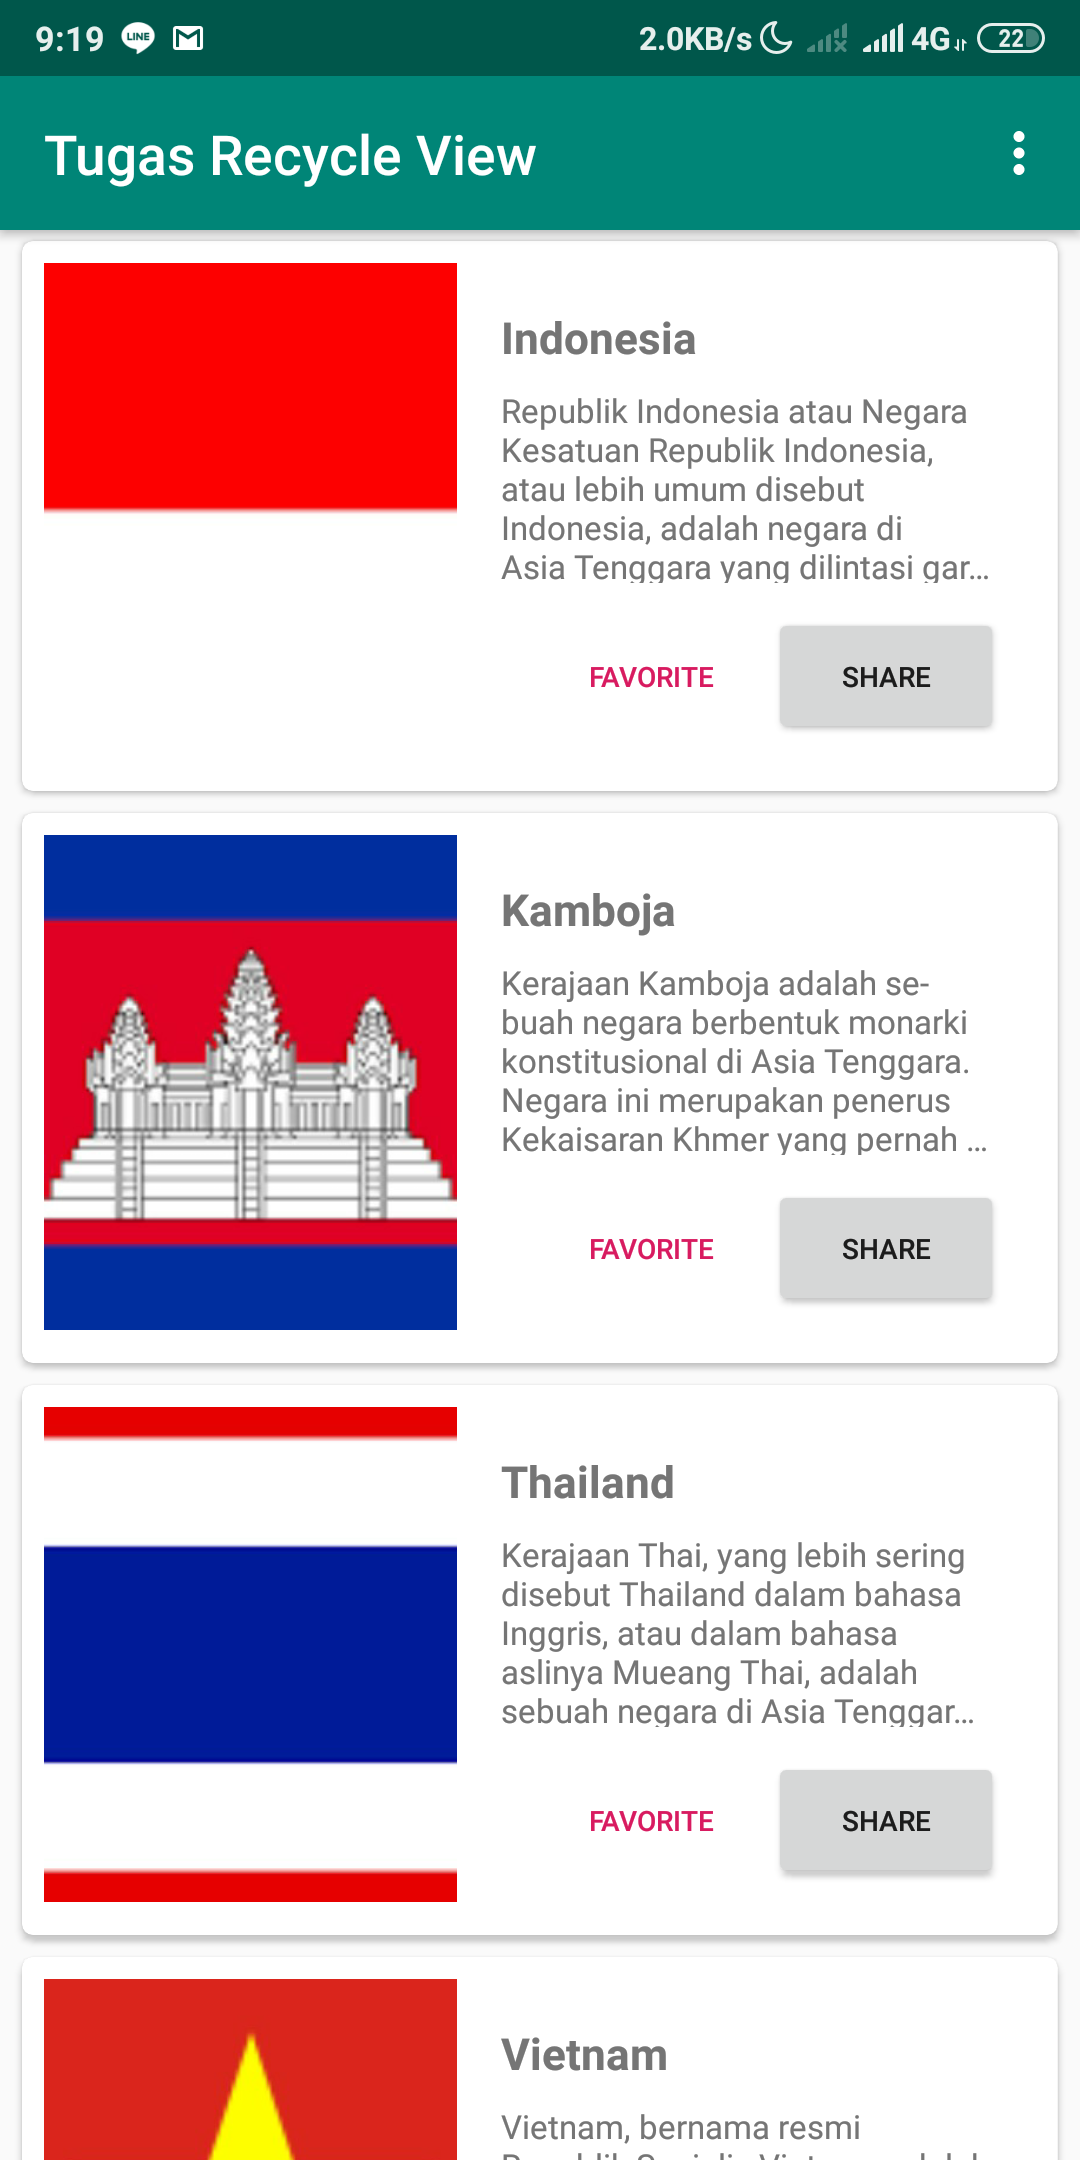 9:19 LINE 2.0KB/s 4G 22
Tugas Recycle View
Indonesia
Republik Indonesia atau Negara
Kesatuan Republik Indonesia,
atau lebih umum disebut
Indonesia, adalah negara di
Asia Tenggara yang dilintasi gar...
FAVORITE SHARE
Kamboja
Kerajaan Kamboja adalah se-
buah negara berbentuk monarki
konstitusional di Asia Tenggara.
Negara ini merupakan penerus
Kekaisaran Khmer yang pernah ...
FAVORITE SHARE
Thailand
Kerajaan Thai, yang lebih sering
disebut Thailand dalam bahasa
Inggris, atau dalam bahasa
aslinya Mueang Thai, adalah
sebuah negara di Asia Tenggar...
FAVORITE SHARE
Vietnam
Vietnam, bernama resmi